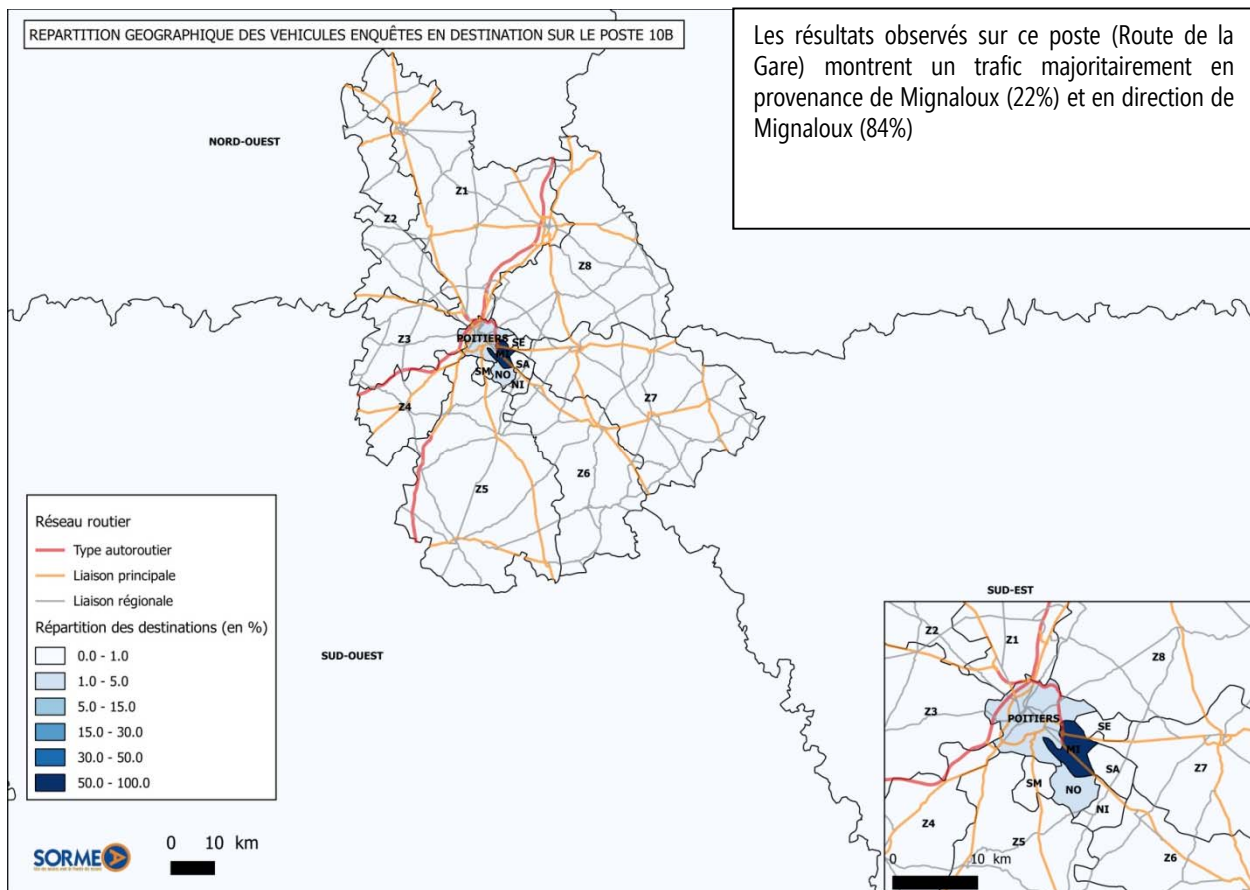 REPARTITION GEOGRAPHIQUE DES VEHICULES ENQUÊTES EN DESTINATION SUR LE POSTE 10B
Les résultats observés sur ce poste (Route de la
Gare) montrent un trafic majoritairement en
provenance de Mignaloux (22%) et en direction de
Mignaloux (84%)
NORD-OUEST
Z1
Z2
Z8
Z3
POITIERS
SE
MI
SA
SM
NO
NI
Z4
Z7
Z6
Z5
SUD-OUEST
SUD-EST
Réseau routier
Type autoroutier
Liaison principale
Liaison régionale
Répartition des destinations (en %)
0.0 - 1.0
1.0 - 5.0
5.0 - 15.0
15.0 - 30.0
30.0 - 50.0
50.0 - 100.0
SORMEA
0 10 km
Z2
Z1
Z8
Z3
POITIERS
SE
MI
SA
Z7
SM
NO
NI
Z4
Z5
Z6
0 10 km